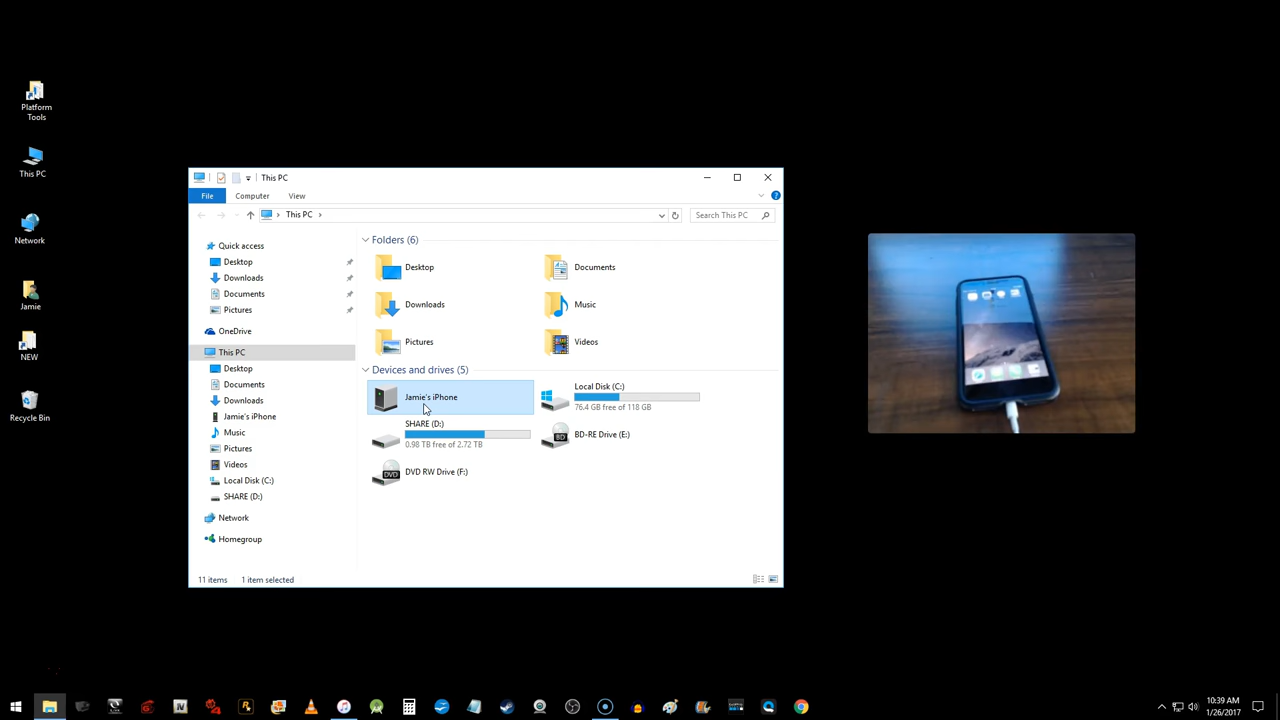 Platform
Tools
This PC
Network
Jamie
NEW
Recycle Bin
This PC
File Computer View
This PC
Search This PC
Quick access
Desktop
Downloads
Documents
Pictures
OneDrive
This PC
Desktop
Documents
Downloads
Jamie's iPhone
Music
Pictures
Videos
Local Disk (C:)
SHARE (D:)
Network
Homegroup
Folders (6)
Desktop
Documents
Downloads
Music
Pictures
Videos
Devices and drives (5)
Jamie's iPhone
Local Disk (C:)
76.4 GB free of 118 GB
SHARE (D:)
0.98 TB free of 2.72 TB
BD-RE Drive (E:)
BD
DVD RW Drive (F:)
DVD
11 items 1 item selected
10:39 AM
1/26/2017